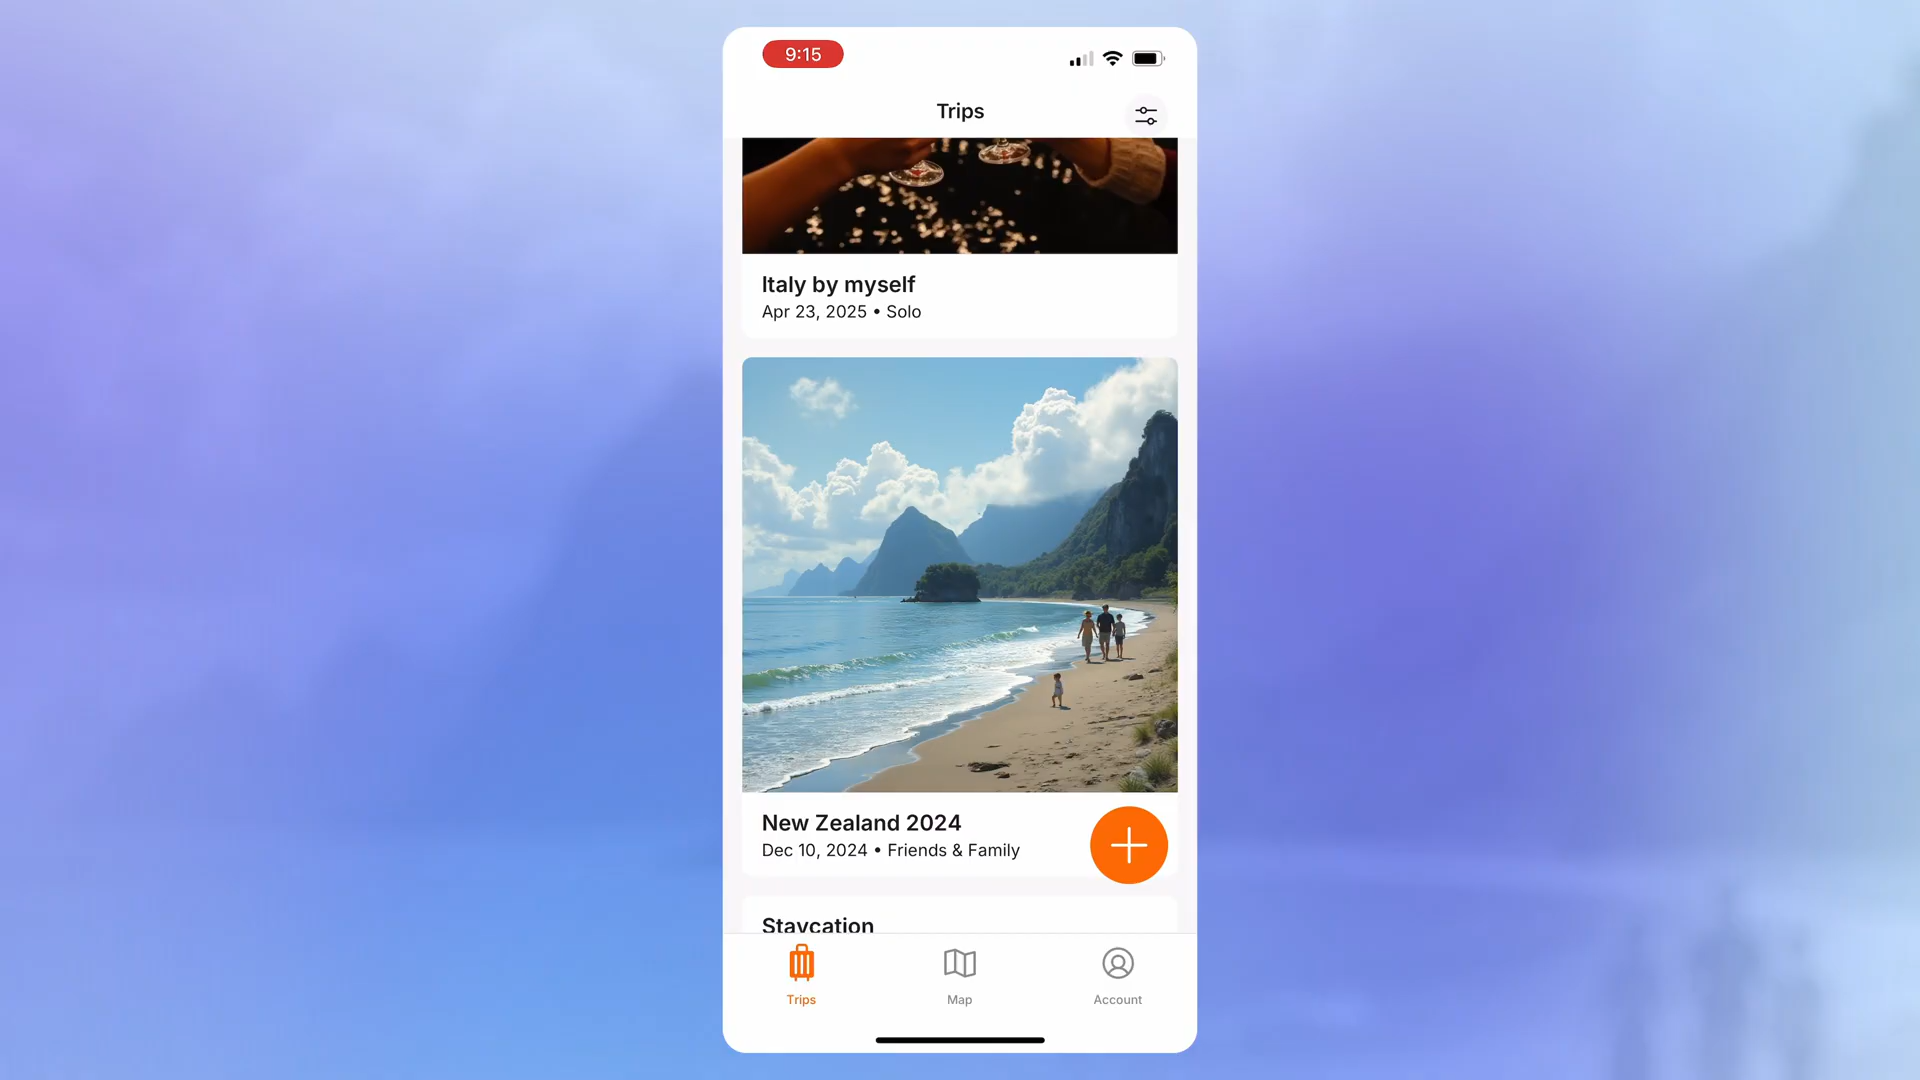 9:15
Trips
Italy by myself
Apr 23, 2025 • Solo
New Zealand 2024
Dec 10, 2024 • Friends & Family
Staycation
Trips
Map
Account